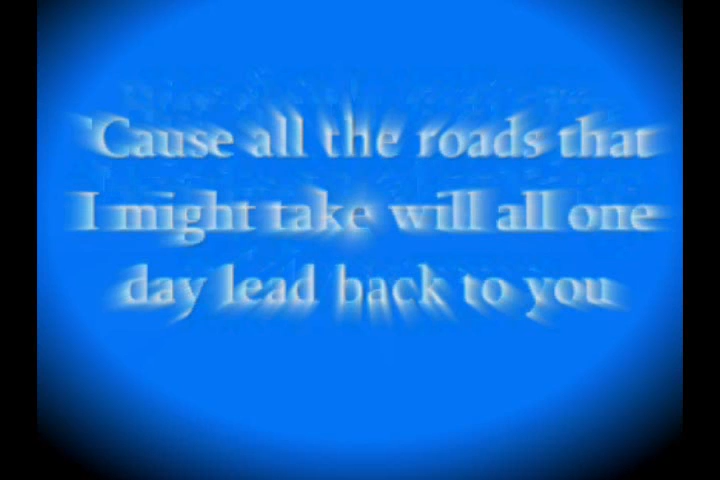 'Cause all the roads that
I might take will all one
day lead back to you